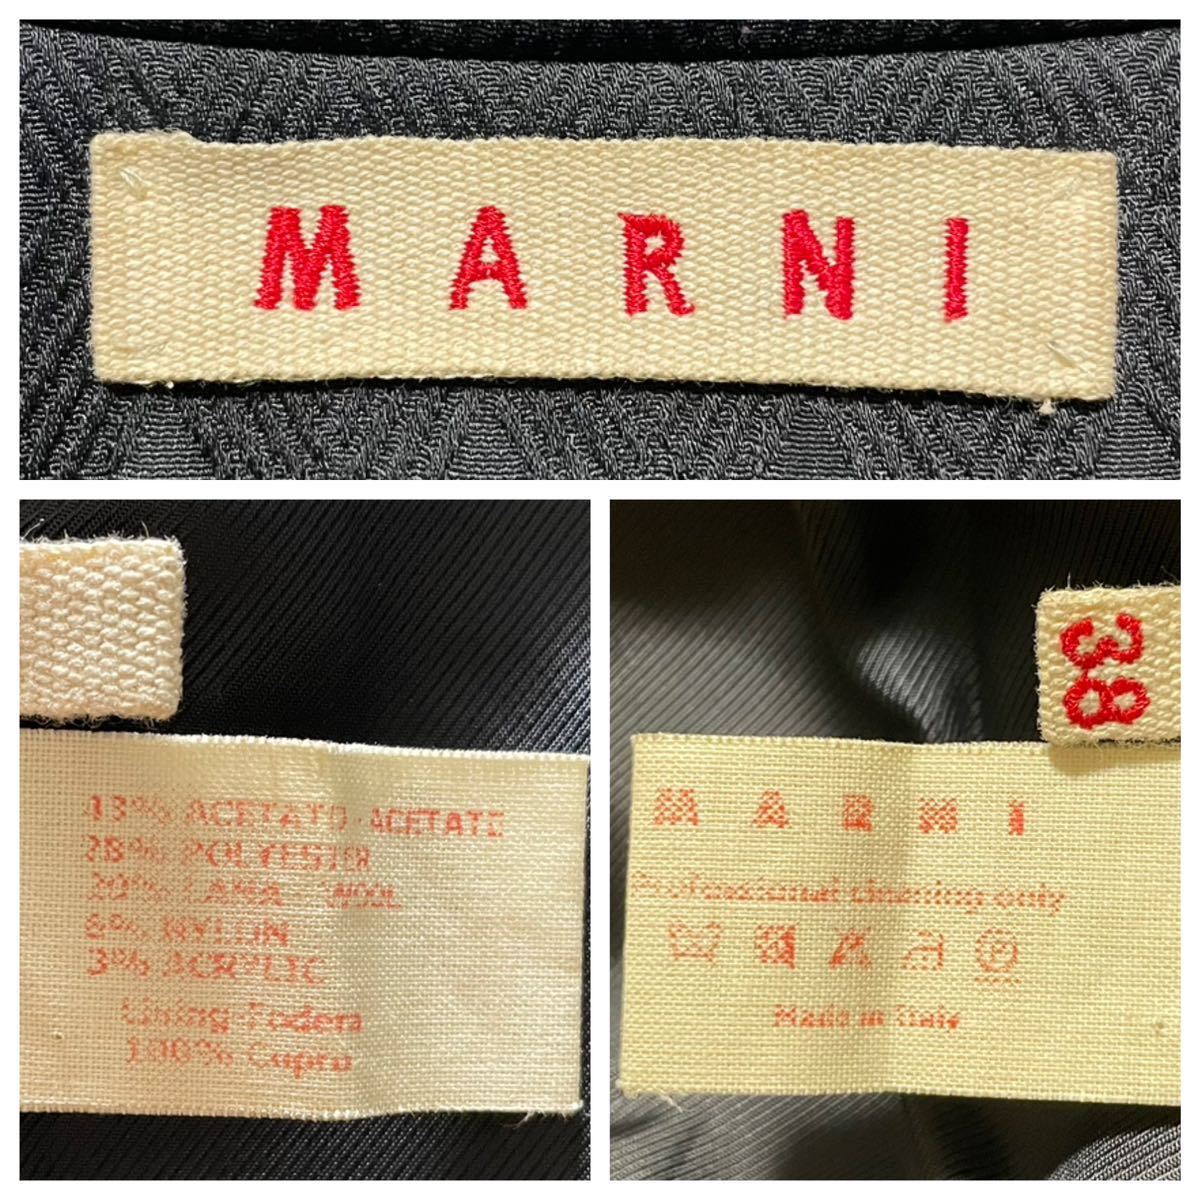 MARNI
43% ACETATO-ACETATE
28% POLYESTER
20% LANA - WOOL
6% NYLON
3% ACRYLIC
Lining-Fodera
100% Cupro
38
MARNI
Professional cleaning only
Made in Italy